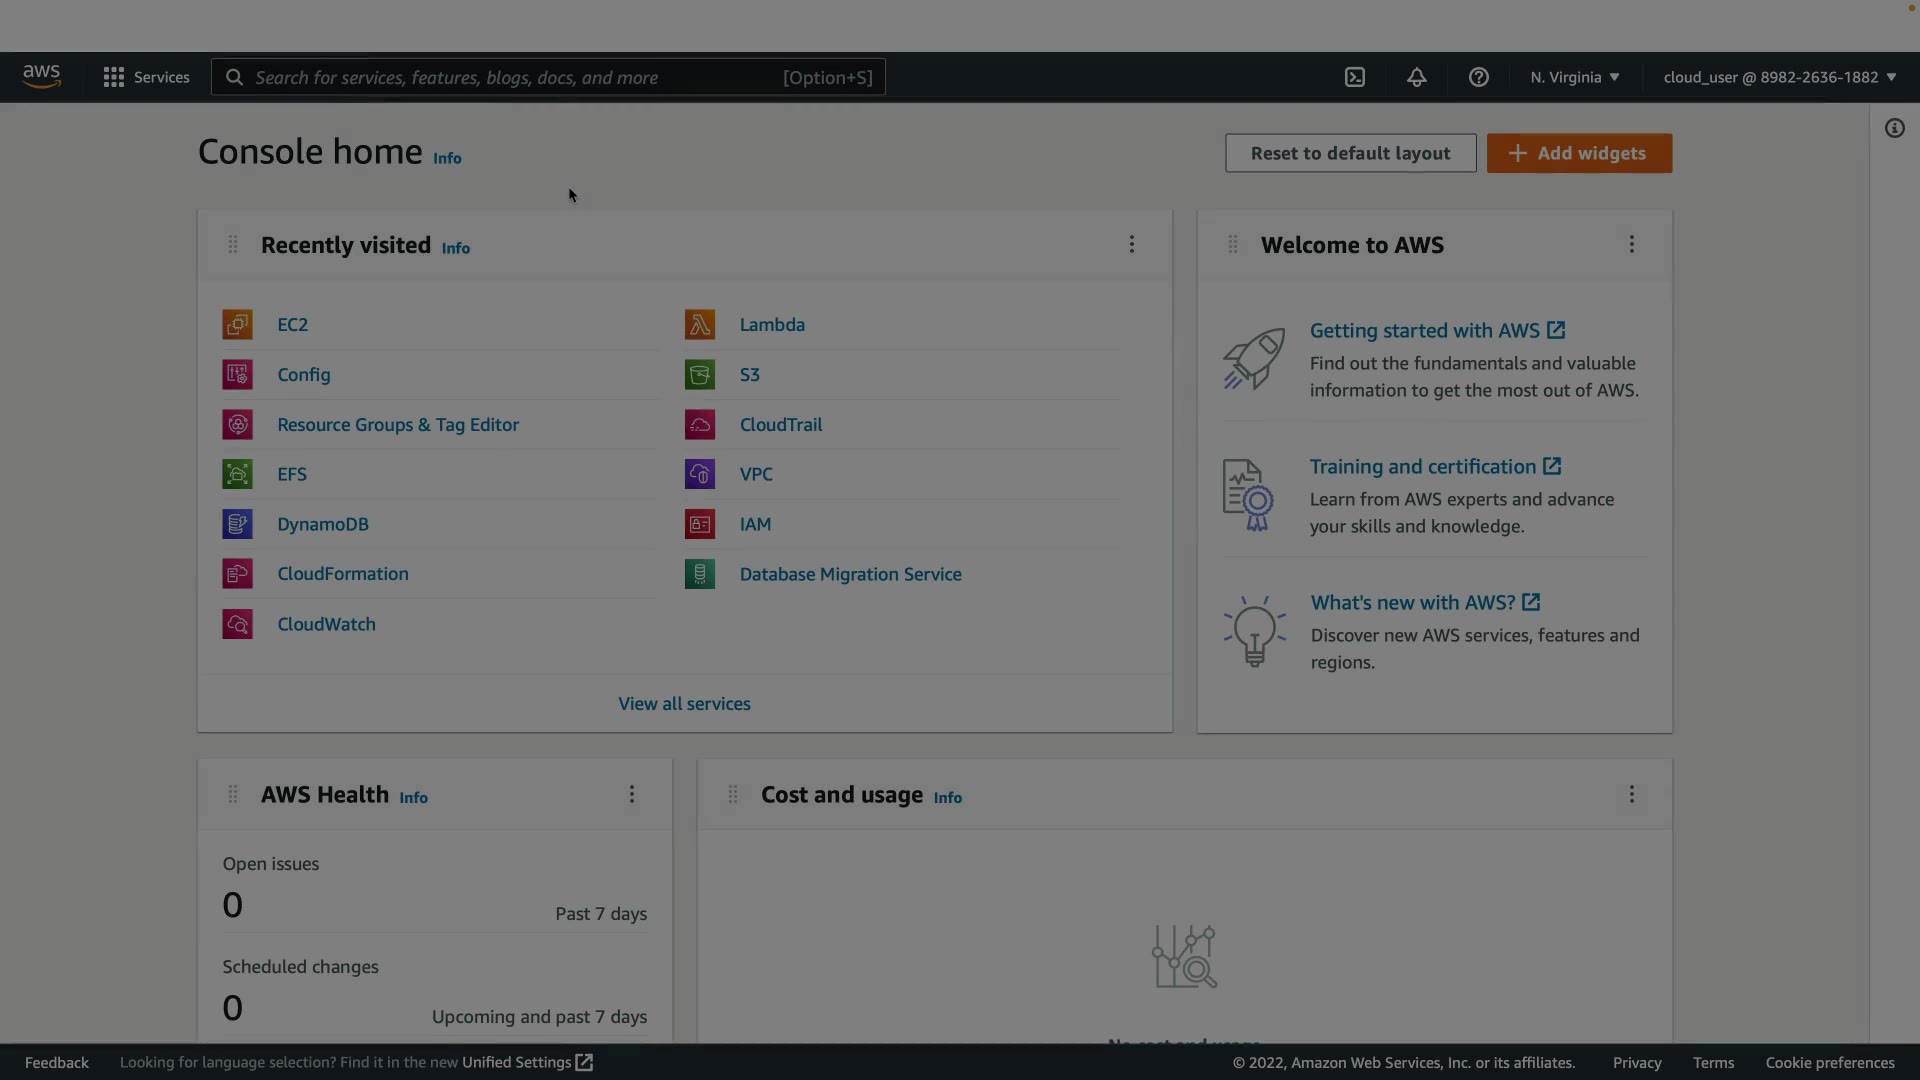 aws
Services
Search for services, features, blogs, docs, and more
[Option+S]
N. Virginia
cloud_user @ 8982-2636-1882
Console home Info
Reset to default layout
Add widgets
Recently visited Info
EC2
Config
Resource Groups & Tag Editor
EFS
DynamoDB
CloudFormation
CloudWatch
Lambda
S3
CloudTrail
VPC
IAM
Database Migration Service
View all services
Welcome to AWS
Getting started with AWS
Find out the fundamentals and valuable
information to get the most out of AWS.
Training and certification
Learn from AWS experts and advance
your skills and knowledge.
What's new with AWS?
Discover new AWS services, features and
regions.
AWS Health Info
Open issues
0
Past 7 days
Scheduled changes
0
Upcoming and past 7 days
Cost and usage Info
No cost and usage
Feedback
Looking for language selection? Find it in the new Unified Settings
© 2022, Amazon Web Services, Inc. or its affiliates.
Privacy
Terms
Cookie preferences